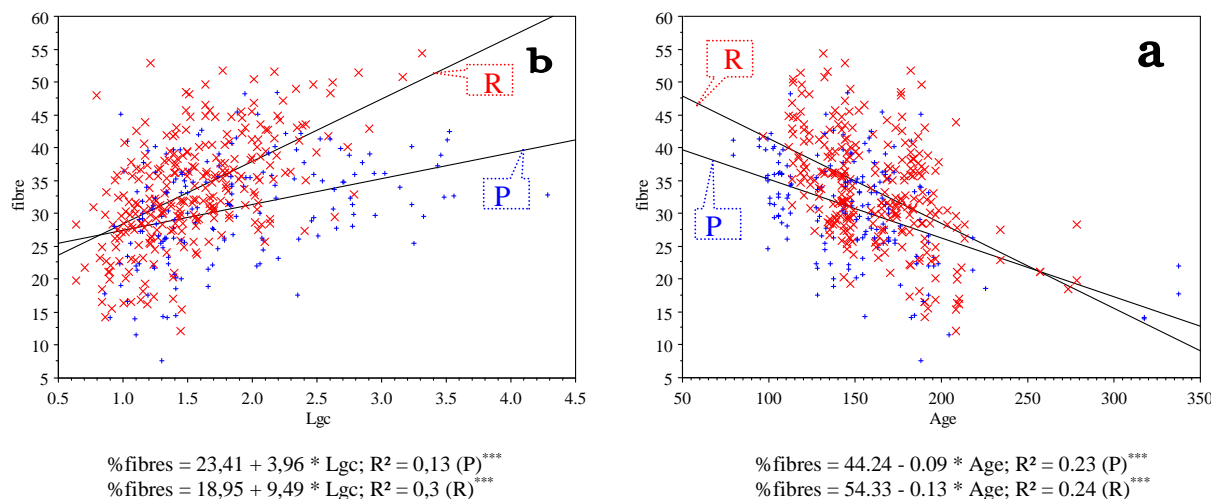 60
55
50
45
40
35
30
25
20
15
10
5
fibre
b
R
P
0.5 1.0 1.5 2.0 2.5 3.0 3.5 4.0 4.5
Lgc
%fibres = 23,41 + 3,96 * Lgc; R² = 0,13 (P)***
%fibres = 18,95 + 9,49 * Lgc; R² = 0,3 (R)***
60
55
50
45
40
35
30
25
20
15
10
5
fibre
a
R
P
50 100 150 200 250 300 350
Age
%fibres = 44.24 - 0.09 * Age; R² = 0.23 (P)***
%fibres = 54.33 - 0.13 * Age; R² = 0.24 (R)***